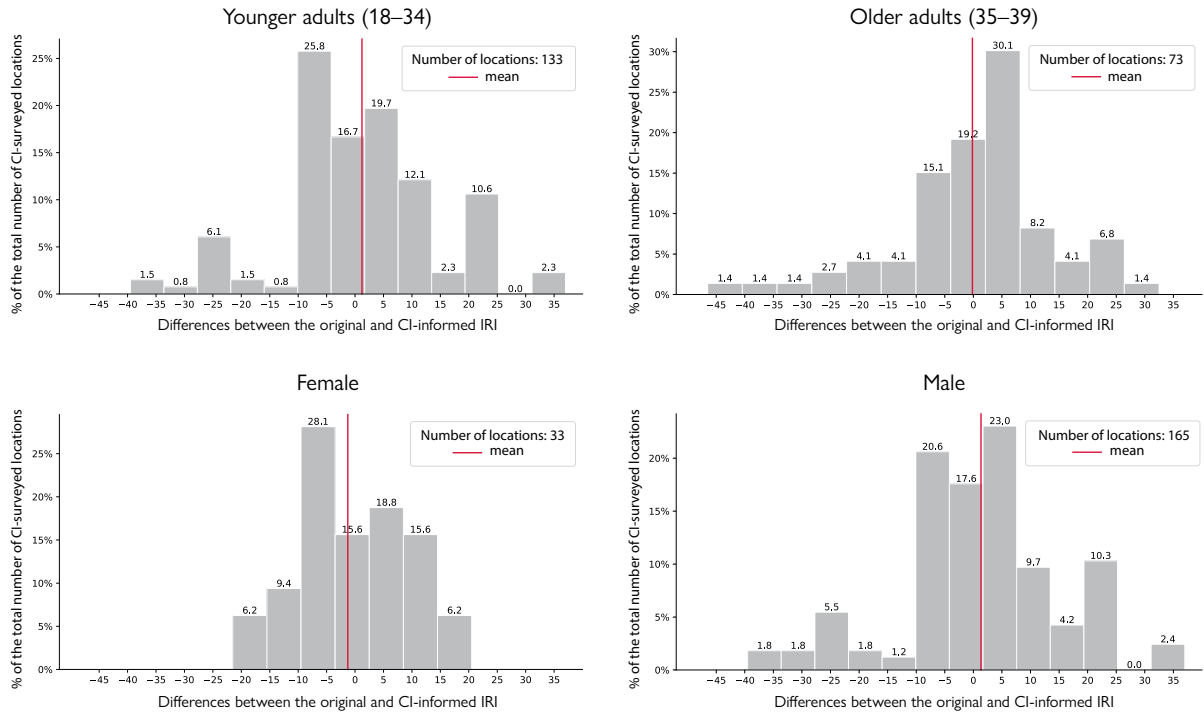 Younger adults (18–34)
% of the total number of CI-surveyed locations
25%
20%
15%
10%
5%
0%
Number of locations: 133
mean
1.5
0.8
6.1
1.5
0.8
25.8
16.7
19.7
12.1
2.3
10.6
0.0
2.3
−45 −40 −35 −30 −25 −20 −15 −10 −5 0 5 10 15 20 25 30 35
Differences between the original and CI-informed IRI
Older adults (35–39)
% of the total number of CI-surveyed locations
30%
25%
20%
15%
10%
5%
0%
Number of locations: 73
mean
1.4
1.4
1.4
2.7
4.1
4.1
15.1
19.2
30.1
8.2
4.1
6.8
1.4
−45 −40 −35 −30 −25 −20 −15 −10 −5 0 5 10 15 20 25 30 35
Differences between the original and CI-informed IRI
Female
% of the total number of CI-surveyed locations
25%
20%
15%
10%
5%
0%
Number of locations: 33
mean
6.2
9.4
28.1
15.6
18.8
15.6
6.2
−45 −40 −35 −30 −25 −20 −15 −10 −5 0 5 10 15 20 25 30 35
Differences between the original and CI-informed IRI
Male
% of the total number of CI-surveyed locations
20%
15%
10%
5%
0%
Number of locations: 165
mean
1.8
1.8
5.5
1.8
1.2
20.6
17.6
23.0
9.7
4.2
10.3
0.0
2.4
−45 −40 −35 −30 −25 −20 −15 −10 −5 0 5 10 15 20 25 30 35
Differences between the original and CI-informed IRI